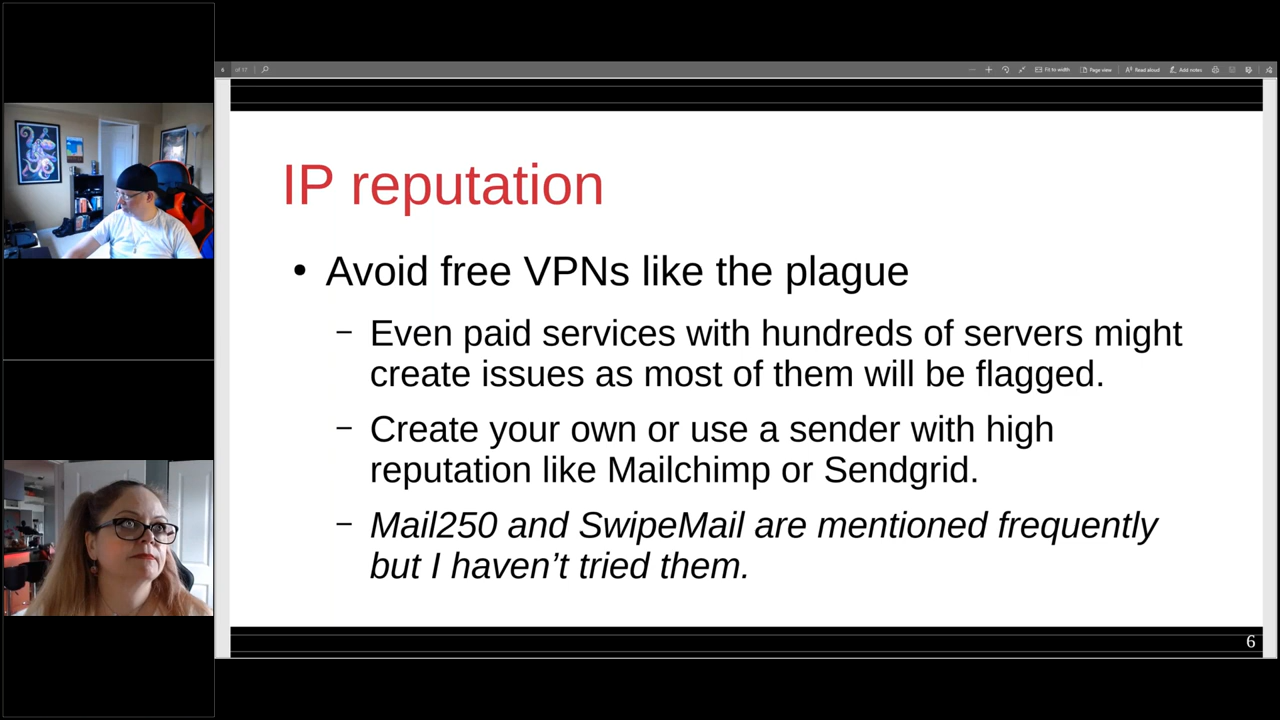 6 of 17
Fit to width
Page view
Read aloud
Add notes
IP reputation
• Avoid free VPNs like the plague
– Even paid services with hundreds of servers might
create issues as most of them will be flagged.
– Create your own or use a sender with high
reputation like Mailchimp or Sendgrid.
– Mail250 and SwipeMail are mentioned frequently
but I haven’t tried them.
6